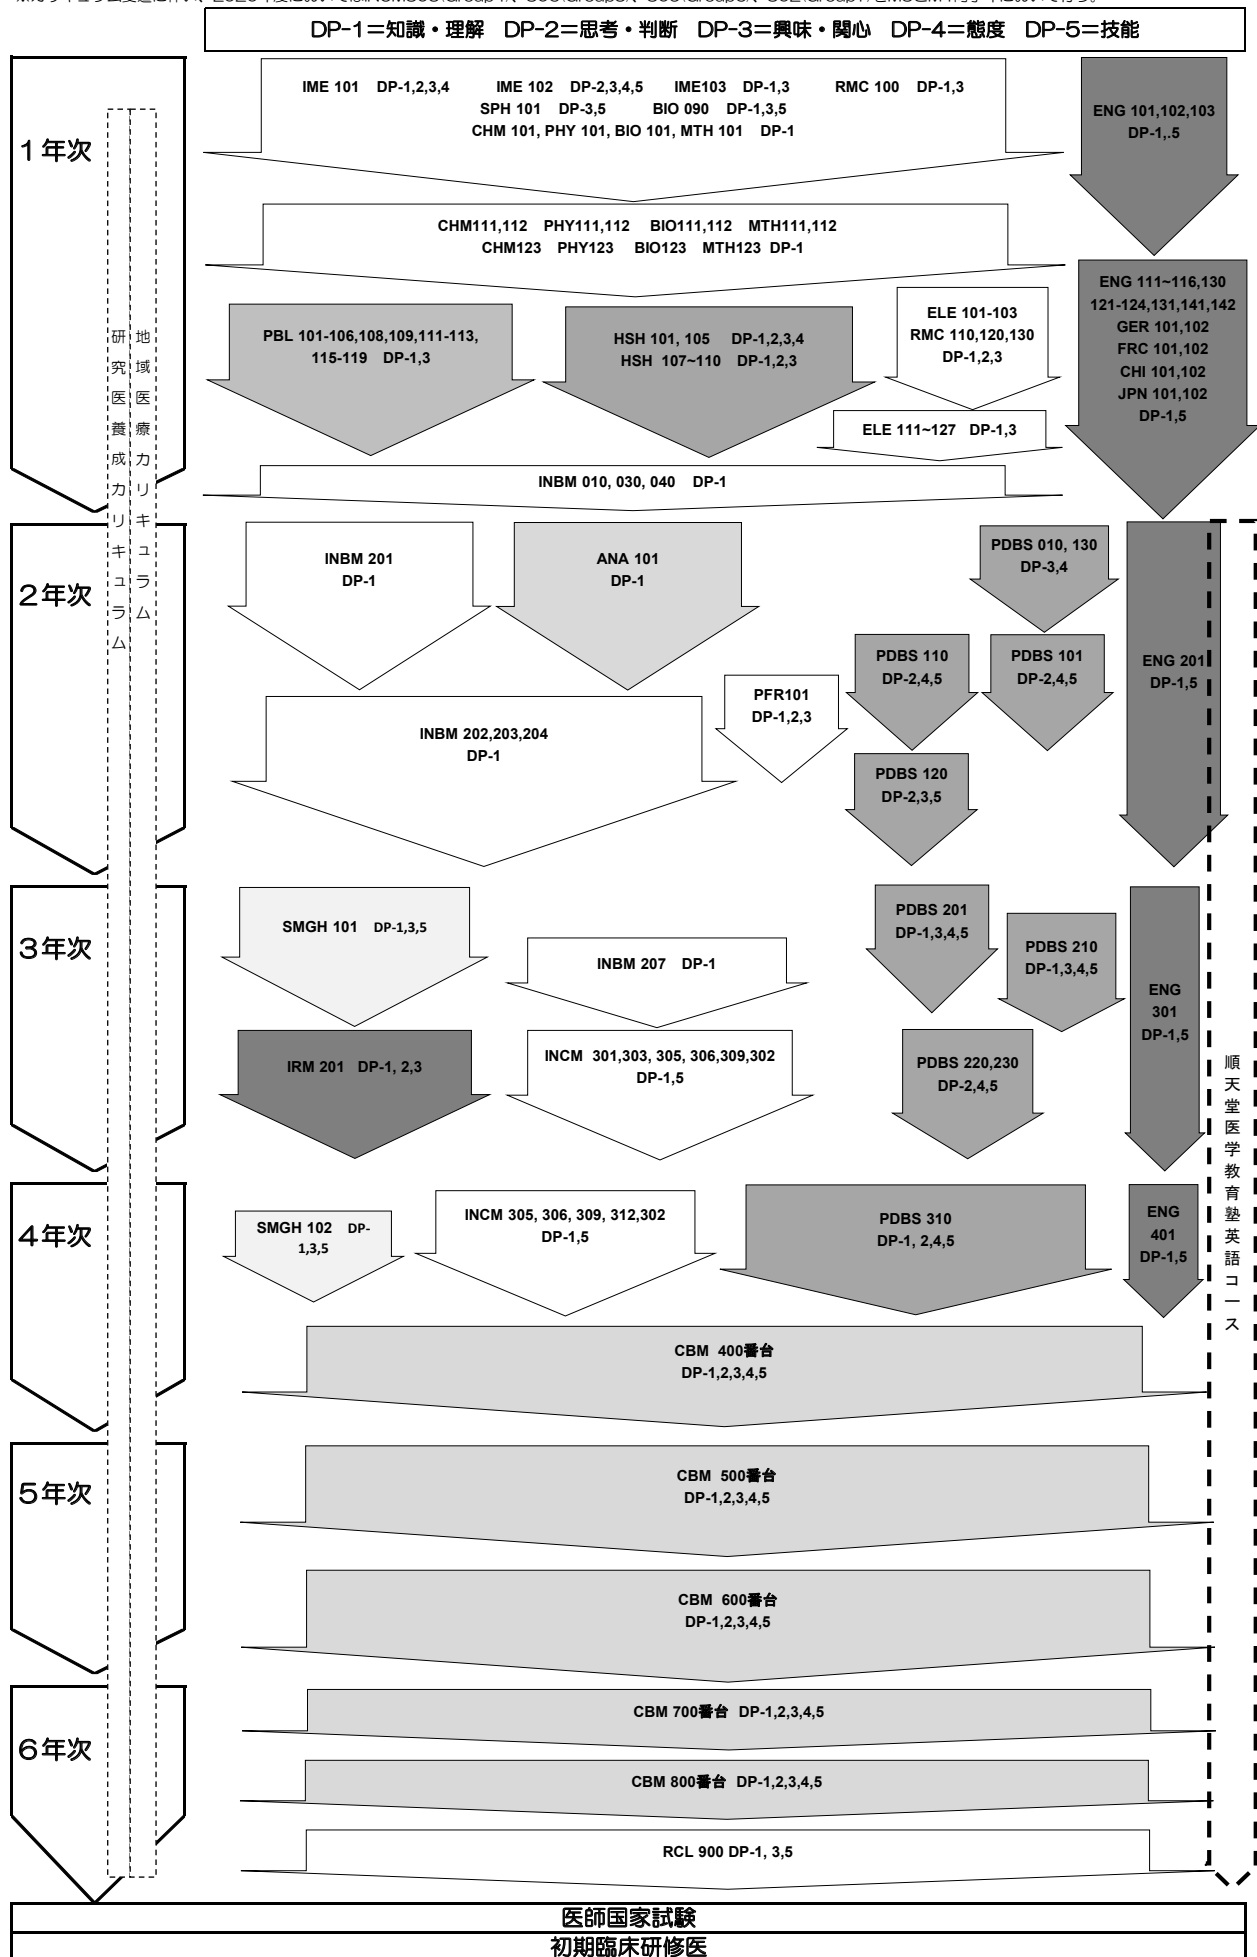 DP-1＝知識・理解　DP-2＝思考・判断　DP-3＝興味・関心　DP-4＝態度　DP-5＝技能
1年次
IME 101 DP-1,2,3,4 IME 102 DP-2,3,4,5 IME103 DP-1,3 RMC 100 DP-1,3
SPH 101 DP-3,5 BIO 090 DP-1,3,5
CHM 101, PHY 101, BIO 101, MTH 101 DP-1
ENG 101,102,103
DP-1,.5
CHM111,112 PHY111,112 BIO111,112 MTH111,112
CHM123 PHY123 BIO123 MTH123 DP-1
ENG 111~116,130
121-124,131,141,142
GER 101,102
FRC 101,102
CHI 101,102
JPN 101,102
DP-1,5
PBL 101-106,108,109,111-113,
115-119 DP-1,3
HSH 101, 105 DP-1,2,3,4
HSH 107~110 DP-1,2,3
ELE 101-103
RMC 110,120,130
DP-1,2,3
ELE 111~127 DP-1,3
INBM 010, 030, 040 DP-1
研究医養成カリキュラム
地域医療カリキュラム
2年次
INBM 201
DP-1
ANA 101
DP-1
PDBS 010, 130
DP-3,4
PDBS 110
DP-2,4,5
PDBS 101
DP-2,4,5
ENG 201
DP-1,5
PFR101
DP-1,2,3
INBM 202,203,204
DP-1
PDBS 120
DP-2,3,5
3年次
SMGH 101 DP-1,3,5
INBM 207 DP-1
PDBS 201
DP-1,3,4,5
PDBS 210
DP-1,3,4,5
ENG
301
DP-1,5
IRM 201 DP-1, 2,3
INCM 301,303, 305, 306,309,302
DP-1,5
PDBS 220,230
DP-2,4,5
順天堂医学教育塾英語コース
4年次
SMGH 102 DP-
1,3,5
INCM 305, 306, 309, 312,302
DP-1,5
PDBS 310
DP-1, 2,4,5
ENG
401
DP-1,5
CBM 400番台
DP-1,2,3,4,5
5年次
CBM 500番台
DP-1,2,3,4,5
CBM 600番台
DP-1,2,3,4,5
6年次
CBM 700番台 DP-1,2,3,4,5
CBM 800番台 DP-1,2,3,4,5
RCL 900 DP-1, 3,5
医師国家試験
初期臨床研修医